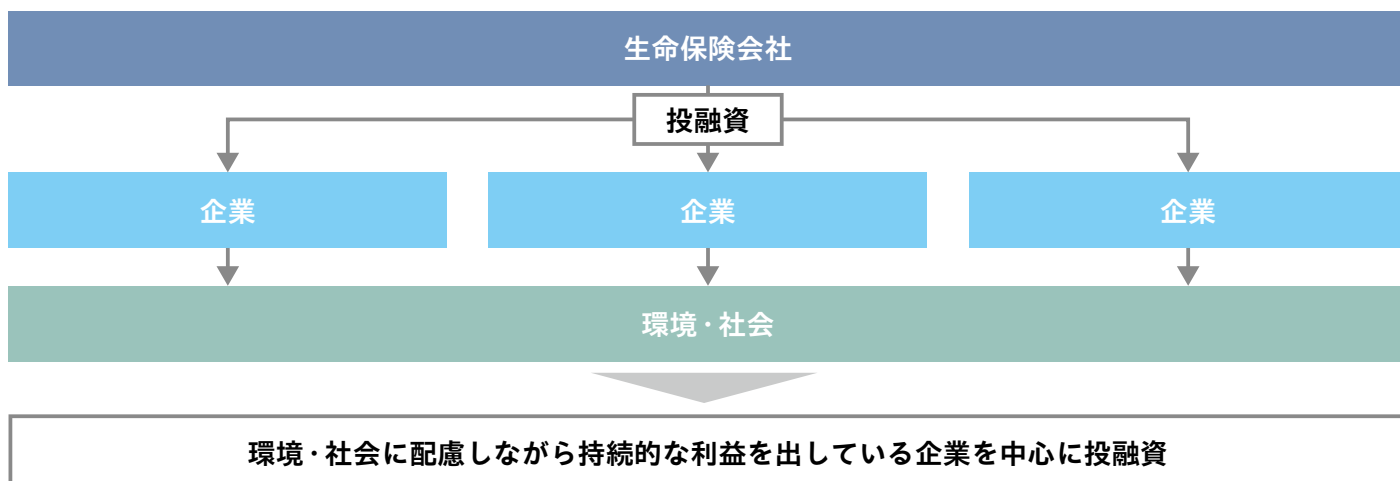 生命保険会社
投融資
企業
企業
企業
環境・社会
環境・社会に配慮しながら持続的な利益を出している企業を中心に投融資